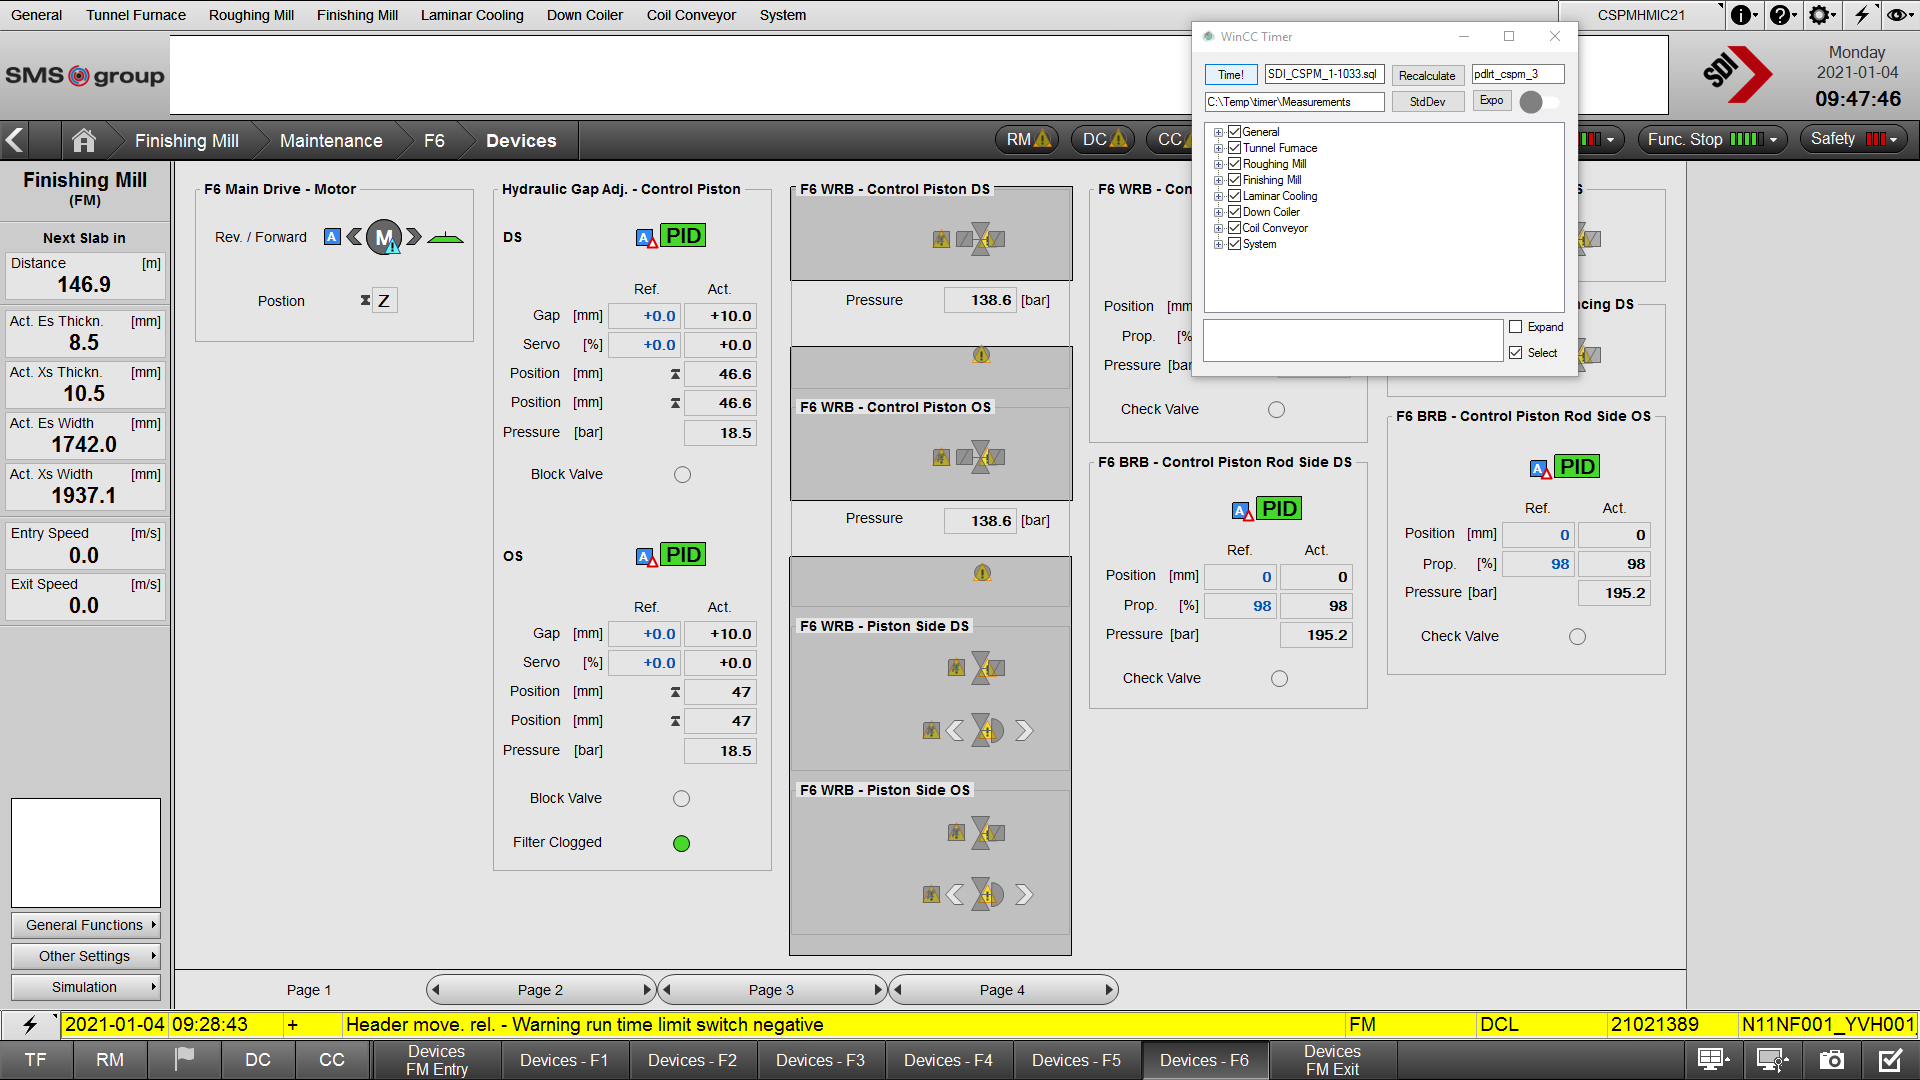 General Tunnel Furnace Roughing Mill Finishing Mill Laminar Cooling Down Coiler Coil Conveyor System CSPMHMIC21
SMS group
SDI
Monday
2021-01-04
09:47:46
WinCC Timer
Time! SDI_CSPM_1-1033.sql Recalculate pdlrt_cspm_3
C:\Temp\timer\Measurements StdDev Expo
General
Tunnel Furnace
Roughing Mill
Finishing Mill
Laminar Cooling
Down Coiler
Coil Conveyor
System
Expand
Select
Finishing Mill Maintenance F6 Devices RM DC CC Func. Stop Safety
Finishing Mill
(FM)
Next Slab in
Distance [m]
146.9
Act. Es Thickn. [mm]
8.5
Act. Xs Thickn. [mm]
10.5
Act. Es Width [mm]
1742.0
Act. Xs Width [mm]
1937.1
Entry Speed [m/s]
0.0
Exit Speed [m/s]
0.0
General Functions
Other Settings
Simulation
F6 Main Drive - Motor
Rev. / Forward A M
Postion Z
Hydraulic Gap Adj. - Control Piston
DS A PID
Ref. Act.
Gap [mm] +0.0 +10.0
Servo [%] +0.0 +0.0
Position [mm] 46.6
Position [mm] 46.6
Pressure [bar] 18.5
Block Valve
OS A PID
Ref. Act.
Gap [mm] +0.0 +10.0
Servo [%] +0.0 +0.0
Position [mm] 47
Position [mm] 47
Pressure [bar] 18.5
Block Valve
Filter Clogged
F6 WRB - Control Piston DS
Pressure 138.6 [bar]
F6 WRB - Control Piston OS
Pressure 138.6 [bar]
F6 WRB - Piston Side DS
F6 WRB - Piston Side OS
F6 WRB - Con
Position [mm
Prop. [%
Pressure [bar
Check Valve
F6 BRB - Control Piston Rod Side DS
A PID
Ref. Act.
Position [mm] 0 0
Prop. [%] 98 98
Pressure [bar] 195.2
Check Valve
S
ncing DS
F6 BRB - Control Piston Rod Side OS
A PID
Ref. Act.
Position [mm] 0 0
Prop. [%] 98 98
Pressure [bar] 195.2
Check Valve
Page 1 Page 2 Page 3 Page 4
2021-01-04 09:28:43 + Header move. rel. - Warning run time limit switch negative FM DCL 21021389 N11NF001_YVH001
TF RM DC CC Devices FM Entry Devices - F1 Devices - F2 Devices - F3 Devices - F4 Devices - F5 Devices - F6 Devices FM Exit